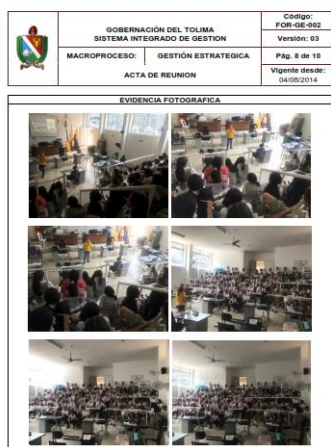 GOBERNACIÓN DEL TOLIMA
SISTEMA INTEGRADO DE GESTION
Código:
FOR-GE-002
Versión: 03
MACROPROCESO: GESTIÓN ESTRATEGICA
Pág. 8 de 10
ACTA DE REUNION
Vigente desde:
04/08/2014
EVIDENCIA FOTOGRAFICA